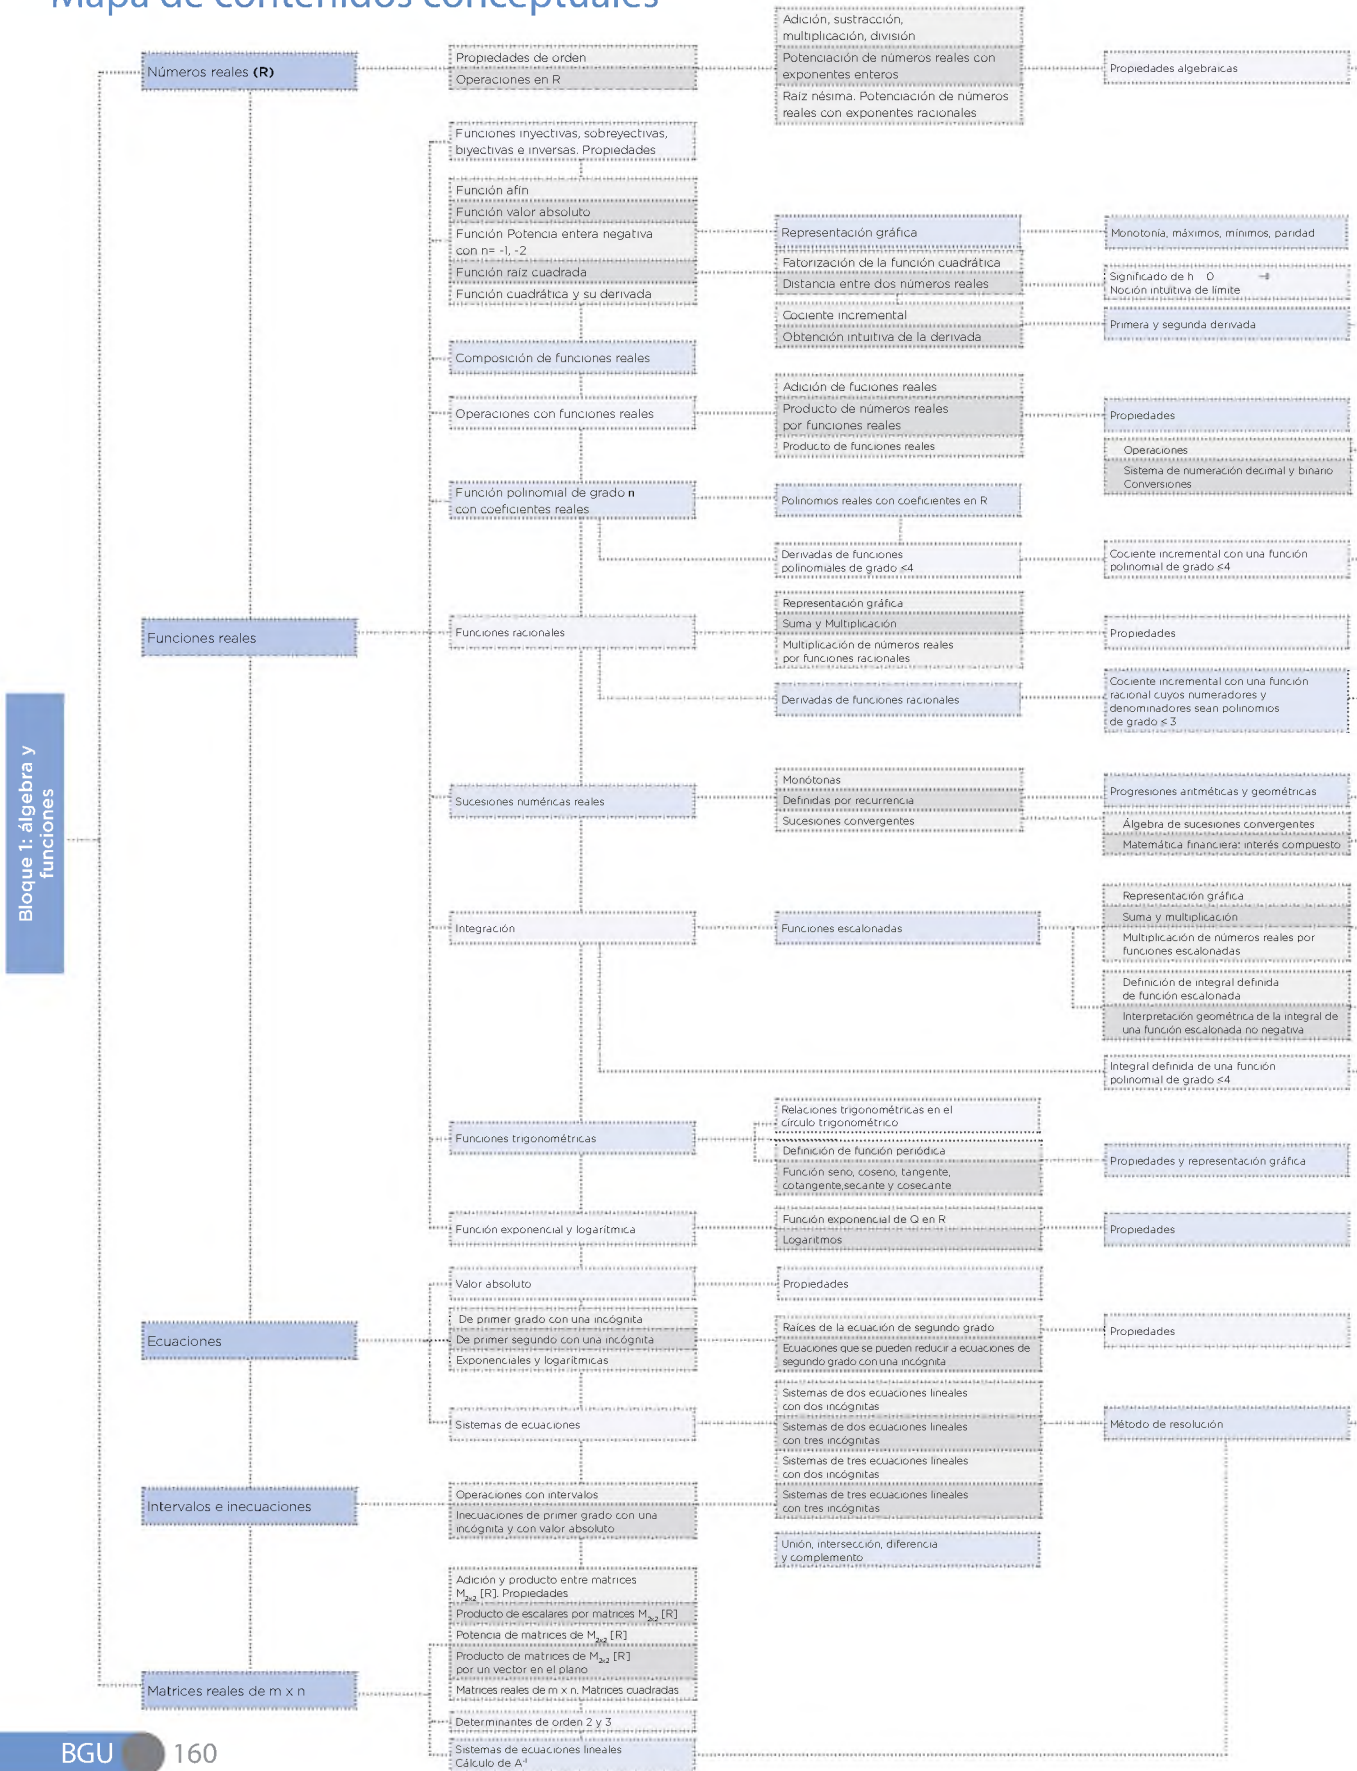 Mapa de contenidos conceptuales
Bloque 1: álgebra y
funciones
Números reales (R)
Propiedades de orden
Operaciones en R
Adición, sustracción,
multiplicación, división
Potenciación de números reales con
exponentes enteros
Raíz nésima. Potenciación de números
reales con exponentes racionales
Propiedades algebraicas
Funciones reales
Funciones inyectivas, sobreyectivas,
biyectivas e inversas. Propiedades
Función afín
Función valor absoluto
Función Potencia entera negativa
con n= -1, -2
Función raíz cuadrada
Función cuadrática y su derivada
Representación gráfica
Fatorización de la función cuadrática
Distancia entre dos números reales
Cociente incremental
Obtención intuitiva de la derivada
Monotonía, máximos, mínimos, paridad
Significado de h 0
Noción intuitiva de límite
Primera y segunda derivada
Composición de funciones reales
Operaciones con funciones reales
Adición de fuciones reales
Producto de números reales
por funciones reales
Producto de funciones reales
Propiedades
Operaciones
Sistema de numeración decimal y binario
Conversiones
Función polinomial de grado n
con coeficientes reales
Polinomios reales con coeficientes en R
Derivadas de funciones
polinomiales de grado ≤4
Cociente incremental con una función
polinomial de grado ≤4
Funciones racionales
Representación gráfica
Suma y Multiplicación
Multiplicación de números reales
por funciones racionales
Propiedades
Derivadas de funciones racionales
Cociente incremental con una función
racional cuyos numeradores y
denominadores sean polinomios
de grado ≤ 3
Sucesiones numéricas reales
Monótonas
Definidas por recurrencia
Sucesiones convergentes
Progresiones aritméticas y geométricas
Álgebra de sucesiones convergentes
Matemática financiera: interés compuesto
Integración
Funciones escalonadas
Representación gráfica
Suma y multiplicación
Multiplicación de números reales por
funciones escalonadas
Definición de integral definida
de función escalonada
Interpretación geométrica de la integral de
una función escalonada no negativa
Integral definida de una función
polinomial de grado ≤4
Funciones trigonométricas
Relaciones trigonométricas en el
círculo trigonométrico
Definición de función periódica
Función seno, coseno, tangente,
cotangente,secante y cosecante
Propiedades y representación gráfica
Función exponencial y logarítmica
Función exponencial de Q en R
Logaritmos
Propiedades
Ecuaciones
Valor absoluto
Propiedades
De primer grado con una incógnita
De primer segundo con una incógnita
Exponenciales y logarítmicas
Raíces de la ecuación de segundo grado
Ecuaciones que se pueden reducir a ecuaciones de
segundo grado con una incógnita
Propiedades
Sistemas de ecuaciones
Sistemas de dos ecuaciones lineales
con dos incógnitas
Sistemas de dos ecuaciones lineales
con tres incógnitas
Sistemas de tres ecuaciones lineales
con dos incógnitas
Sistemas de tres ecuaciones lineales
con tres incógnitas
Método de resolución
Intervalos e inecuaciones
Operaciones con intervalos
Inecuaciones de primer grado con una
incógnita y con valor absoluto
Unión, intersección, diferencia
y complemento
Matrices reales de m x n
Adición y producto entre matrices
M2x2 [R]. Propiedades
Producto de escalares por matrices M2x2 [R]
Potencia de matrices de M2x2 [R]
Producto de matrices de M2x2 [R]
por un vector en el plano
Matrices reales de m x n. Matrices cuadradas
Determinantes de orden 2 y 3
Sistemas de ecuaciones lineales
Cálculo de A⁻¹
BGU 160